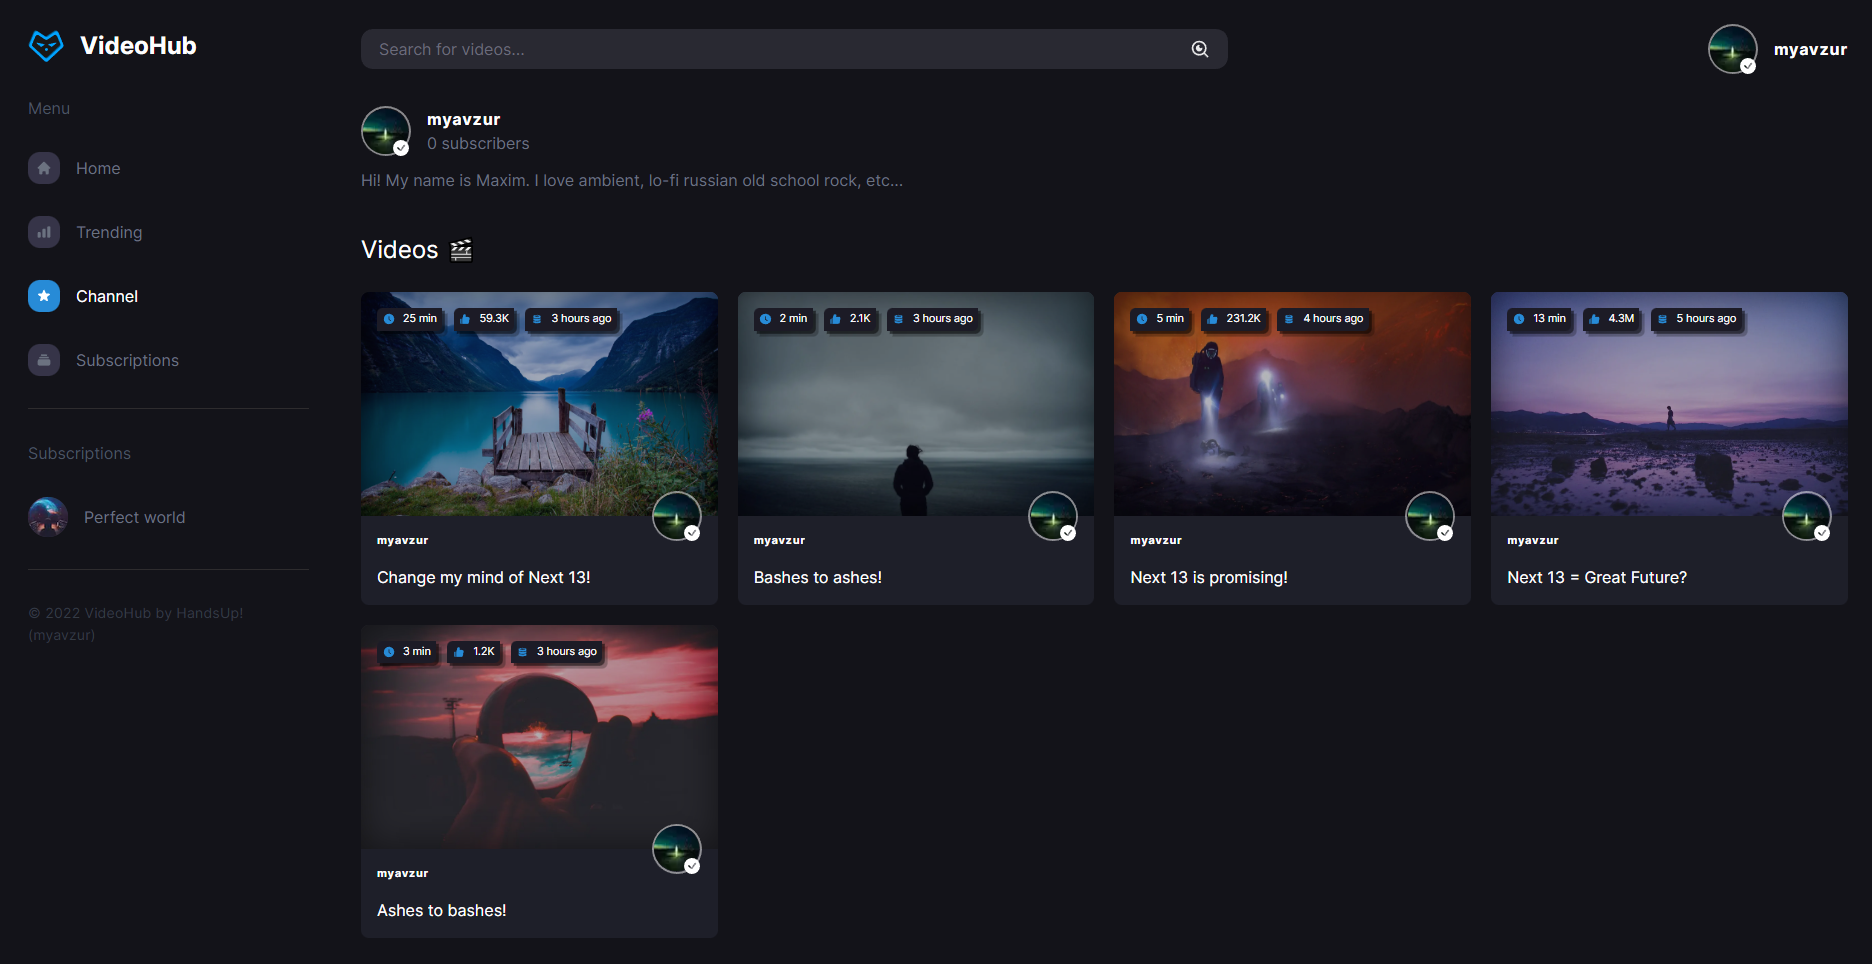 VideoHub
Search for videos...
myavzur
Menu
Home
Trending
Channel
Subscriptions
Subscriptions
Perfect world
© 2022 VideoHub by HandsUp!
(myavzur)
myavzur
0 subscribers
Hi! My name is Maxim. I love ambient, lo-fi russian old school rock, etc...
Videos
25 min 59.3K 3 hours ago
myavzur
Change my mind of Next 13!
2 min 2.1K 3 hours ago
myavzur
Bashes to ashes!
5 min 231.2K 4 hours ago
myavzur
Next 13 is promising!
13 min 4.3M 5 hours ago
myavzur
Next 13 = Great Future?
3 min 1.2K 3 hours ago
myavzur
Ashes to bashes!